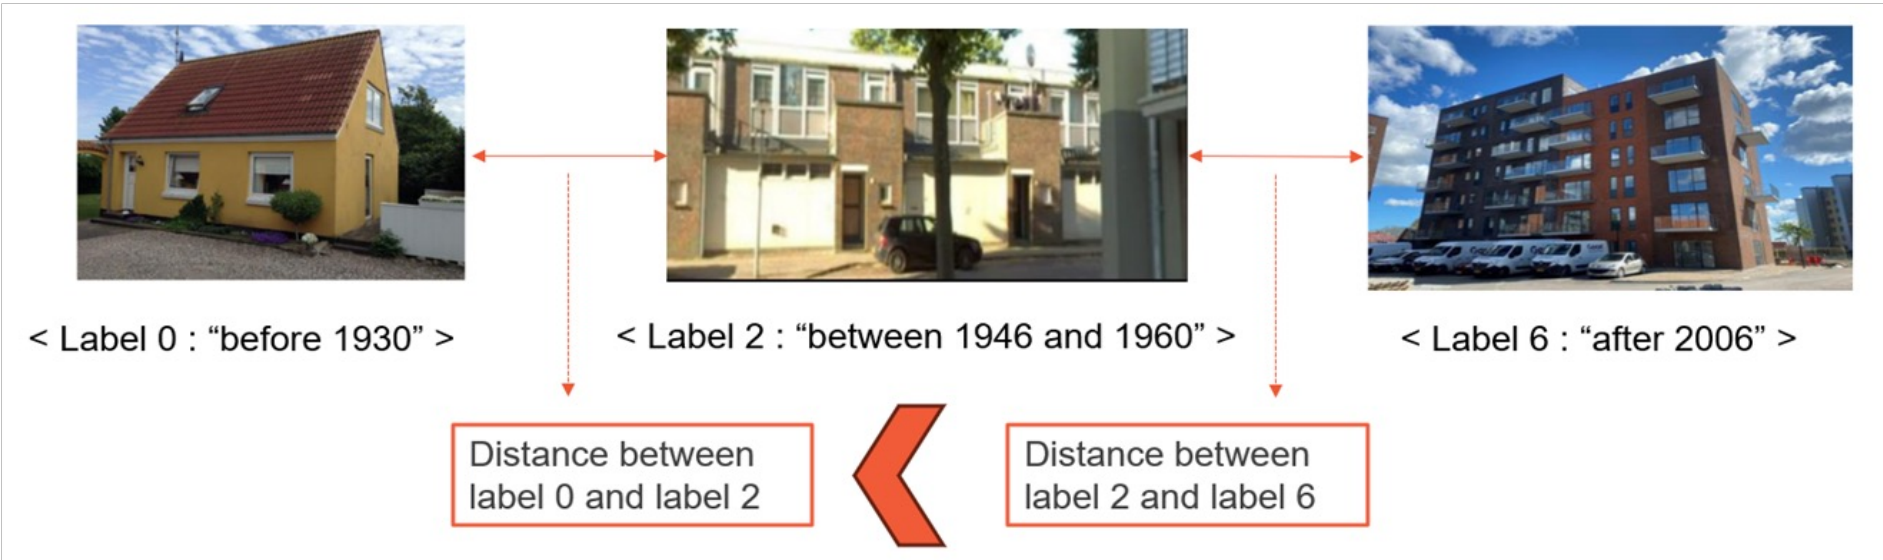 < Label 0 : “before 1930” >
< Label 2 : “between 1946 and 1960” >
< Label 6 : “after 2006” >
Distance between
label 0 and label 2
Distance between
label 2 and label 6